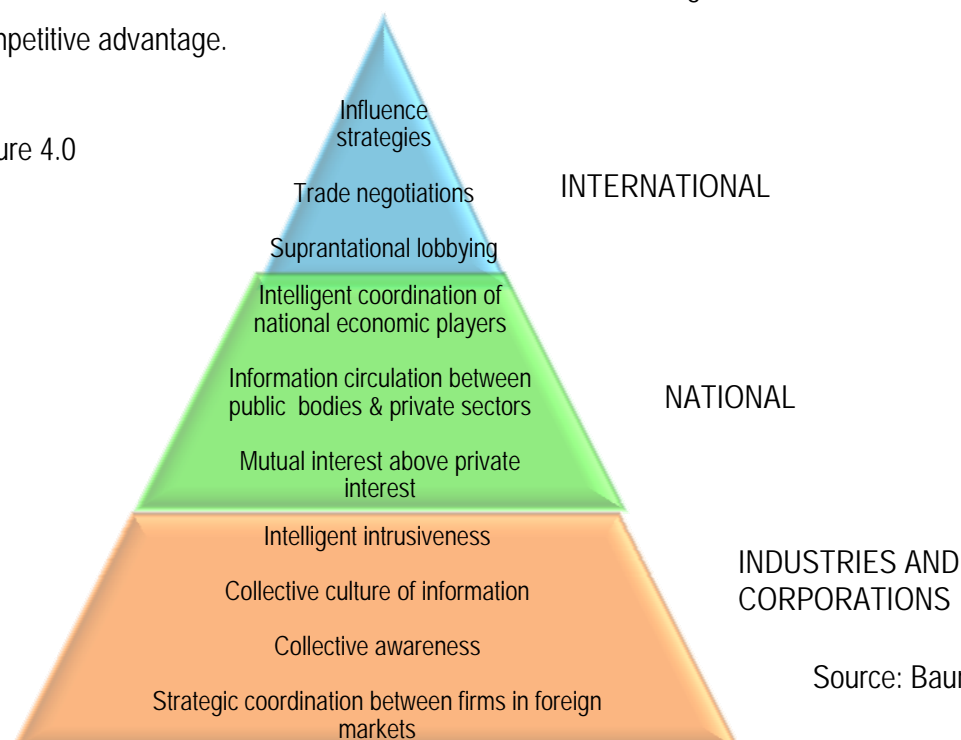 mpetitive advantage.
ure 4.0
Influence
strategies
Trade negotiations
Suprantational lobbying
INTERNATIONAL
Intelligent coordination of
national economic players
Information circulation between
public bodies & private sectors
Mutual interest above private
interest
NATIONAL
Intelligent intrusiveness
Collective culture of information
Collective awareness
Strategic coordination between firms in foreign
markets
INDUSTRIES AND
CORPORATIONS
Source: Baur